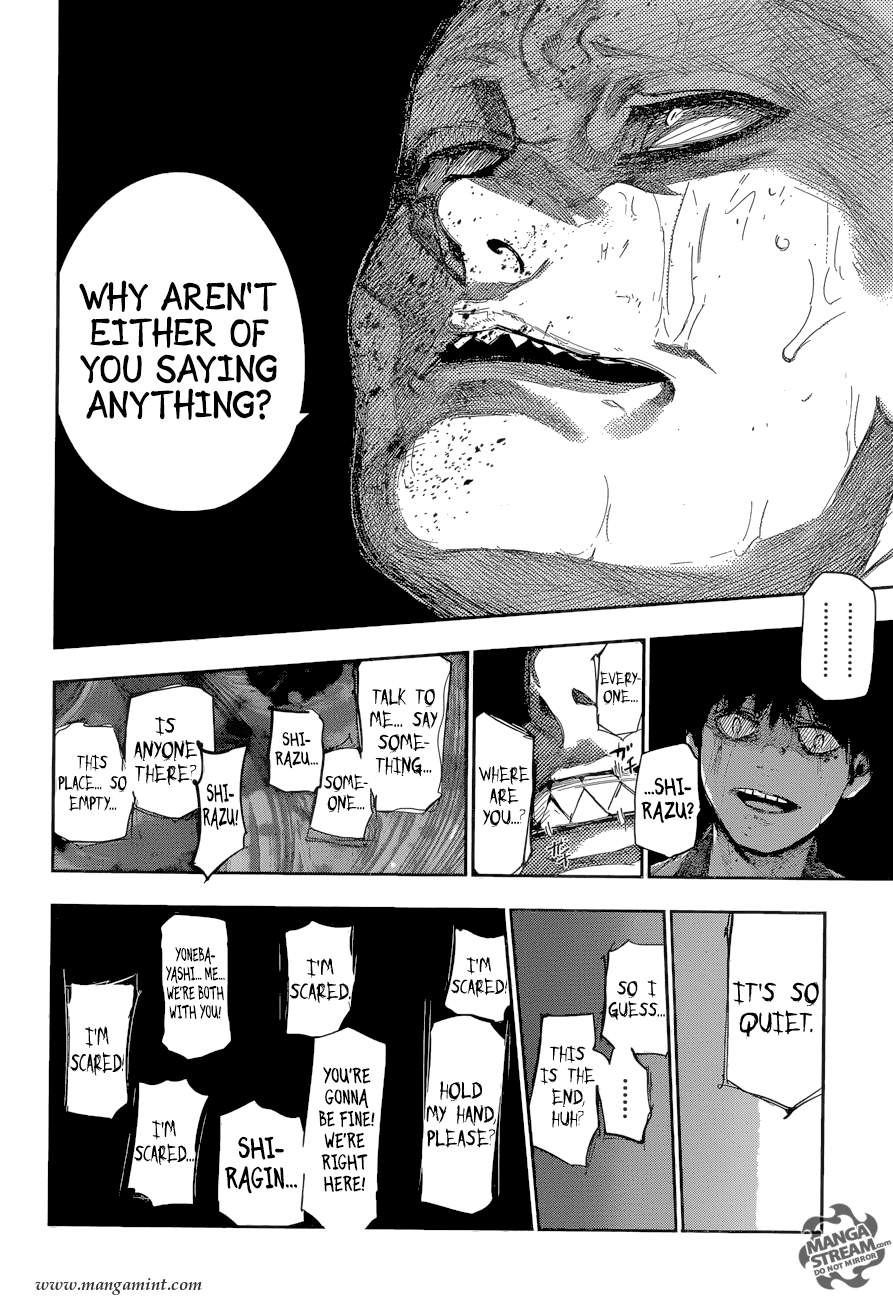 WHY AREN'T
EITHER OF
YOU SAYING
ANYTHING?
..........
...SHI-
RAZU?
EVERY-
ONE...
WHERE
ARE
YOU...?
ガチ
ガチ
TALK TO
ME... SAY
SOME-
THING...
SOME-
ONE...
SHI-
RAZU...
SHI-
RAZU!
IS
ANYONE
THERE?
THIS
PLACE... SO
EMPTY...
IT'S SO
QUIET.
SO I
GUESS...
....
THIS
IS THE
END,
HUH?
I'M
SCARED.
HOLD
MY HAND,
PLEASE?
I'M
SCARED.
YOU'RE
GONNA
BE FINE!
WE'RE
RIGHT
HERE!
SHI-
RAGIN...
YONEBA-
YASHI... ME...
WE'RE BOTH
WITH YOU!
I'M
SCARED...
I'M
SCARED!
MANGA
STREAM.com
DO NOT MIRROR
www.mangamint.com